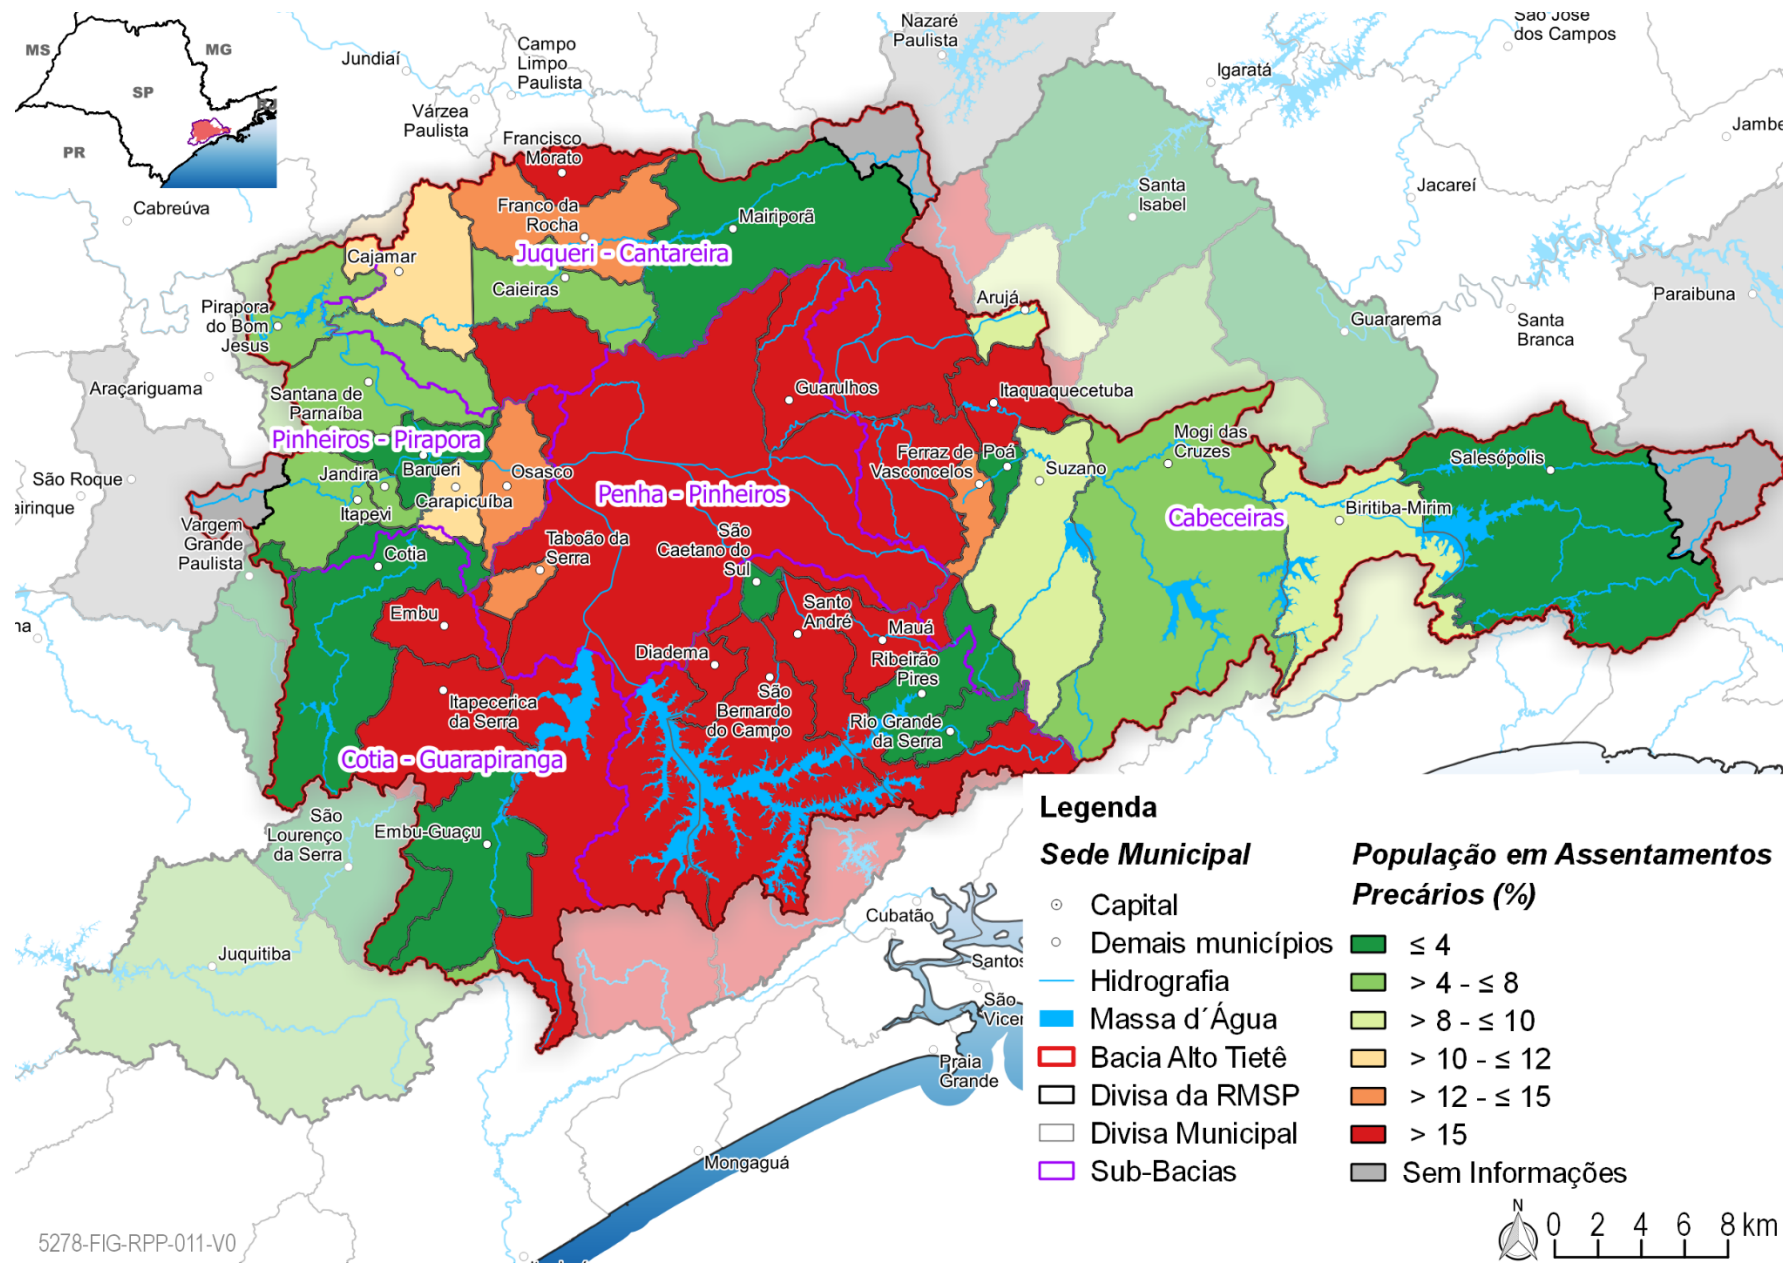 MS
MG
SP
RJ
PR
Nazaré
Paulista
São José
dos Campos
Jundiaí
Campo
Limpo
Paulista
Igaratá
Várzea
Paulista
Francisco
Morato
Jambe
Jacareí
Santa
Isabel
Cabreúva
Franco da
Rocha
Mairiporã
Juqueri - Cantareira
Cajamar
Caieiras
Arujá
Paraibuna
Pirapora
do Bom
Jesus
Guararema
Santa
Branca
Araçariguama
Santana de
Parnaíba
Guarulhos
Itaquaquecetuba
Pinheiros - Pirapora
Mogi das
Cruzes
Ferraz de
Vasconcelos
Poá
Suzano
Salesópolis
São Roque
airinque
Jandira
Barueri
Osasco
Carapicuíba
Itapevi
Penha - Pinheiros
Cabeceiras
Biritiba-Mirim
Vargem
Grande
Paulista
Cotia
Taboão da
Serra
São
Caetano do
Sul
Embu
Santo
André
Mauá
na
Diadema
Ribeirão
Pires
Itapecerica
da Serra
São
Bernardo
do Campo
Rio Grande
da Serra
Cotia - Guarapiranga
São
Lourenço
da Serra
Embu-Guaçu
Juquitiba
Cubatão
Santos
São
Vicen
Praia
Grande
Mongaguá
Legenda
Sede Municipal
Capital
Demais municípios
Hidrografia
Massa d´Água
Bacia Alto Tietê
Divisa da RMSP
Divisa Municipal
Sub-Bacias
População em Assentamentos
Precários (%)
≤ 4
> 4 - ≤ 8
> 8 - ≤ 10
> 10 - ≤ 12
> 12 - ≤ 15
> 15
Sem Informações
N
0 2 4 6 8 km
5278-FIG-RPP-011-V0